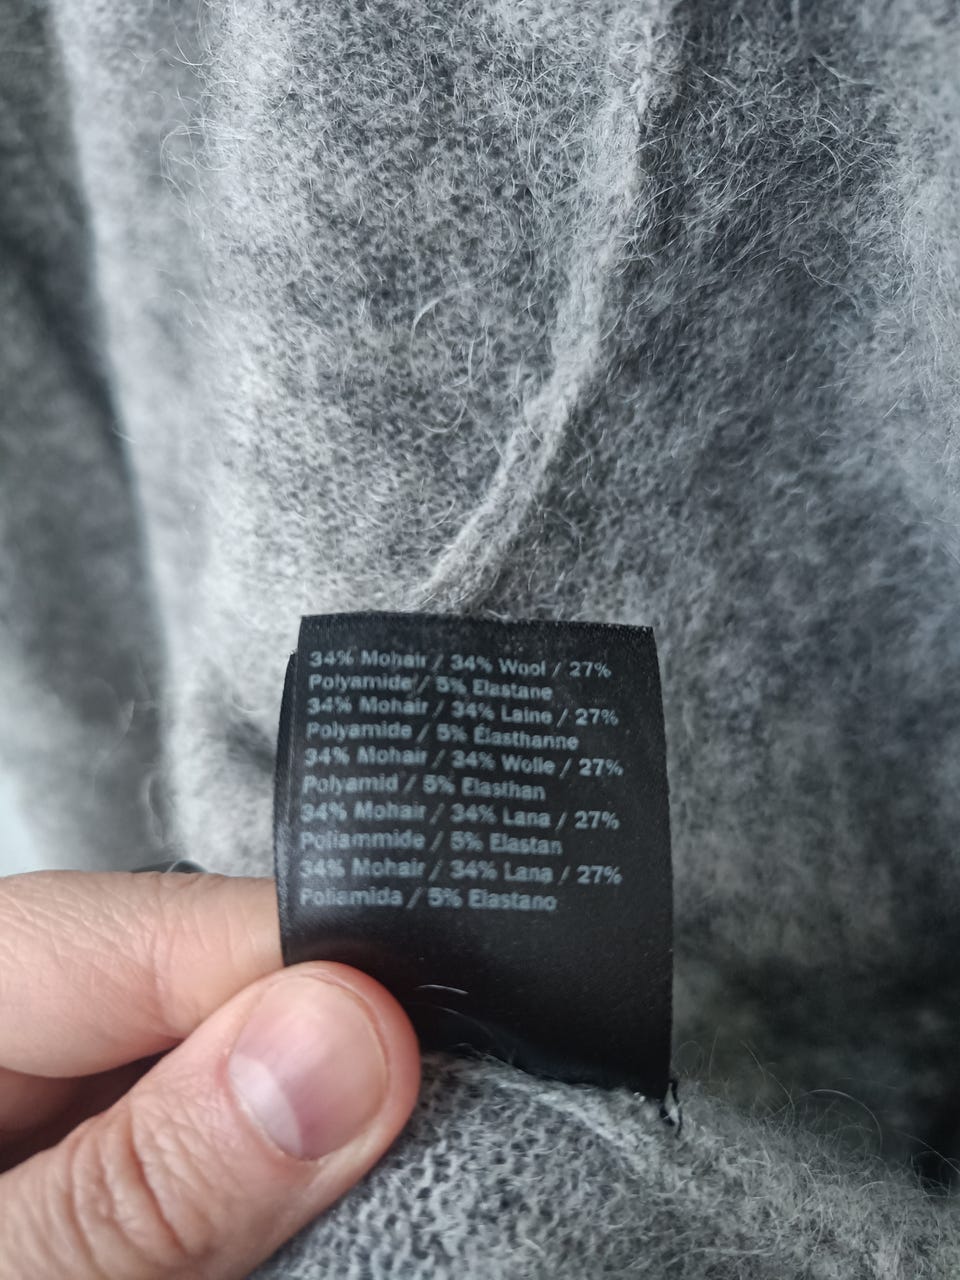 34% Mohair / 34% Wool / 27%
Polyamide / 5% Elastane
34% Mohair / 34% Laine / 27%
Polyamide / 5% Élasthanne
34% Mohair / 34% Wolle / 27%
Polyamid / 5% Elasthan
34% Mohair / 34% Lana / 27%
Poliammide / 5% Elastan
34% Mohair / 34% Lana / 27%
Poliamida / 5% Elastano